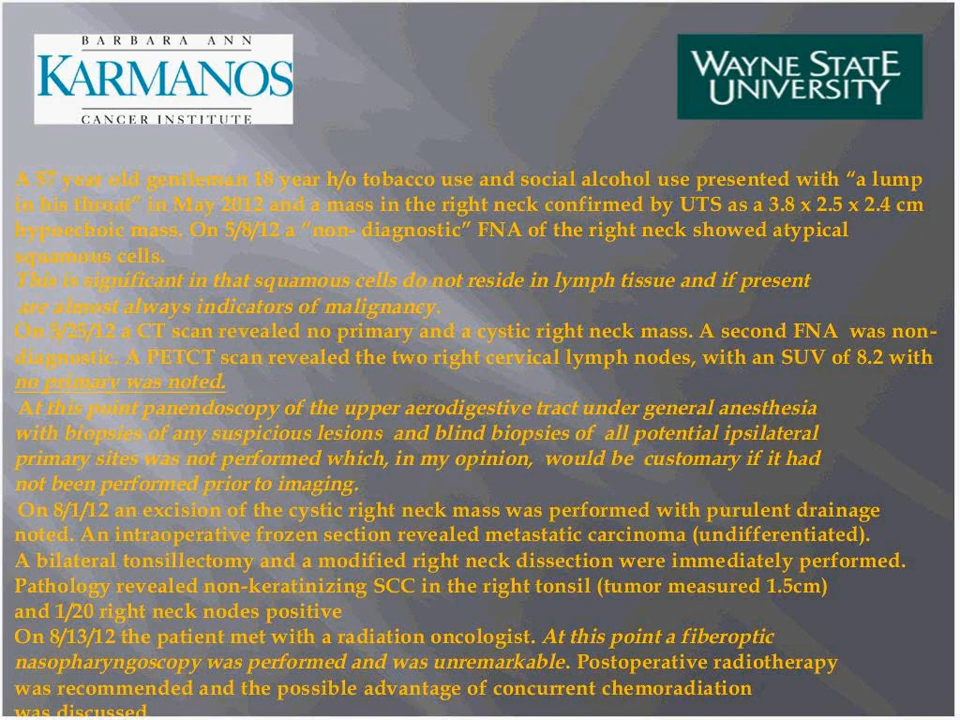 BARBARA ANN
KARMANOS
CANCER INSTITUTE
WAYNE STATE
UNIVERSITY
A 57 year old gentleman 18 year h/o tobacco use and social alcohol use presented with “a lump
in his throat” in May 2012 and a mass in the right neck confirmed by UTS as a 3.8 x 2.5 x 2.4 cm
hypoechoic mass. On 5/8/12 a “non- diagnostic” FNA of the right neck showed atypical
squamous cells.
This is significant in that squamous cells do not reside in lymph tissue and if present
are almost always indicators of malignancy.
On 5/25/12 a CT scan revealed no primary and a cystic right neck mass. A second FNA was non-
diagnostic. A PETCT scan revealed the two right cervical lymph nodes, with an SUV of 8.2 with
no primary was noted.
At this point panendoscopy of the upper aerodigestive tract under general anesthesia
with biopsies of any suspicious lesions and blind biopsies of all potential ipsilateral
primary sites was not performed which, in my opinion, would be customary if it had
not been performed prior to imaging.
On 8/1/12 an excision of the cystic right neck mass was performed with purulent drainage
noted. An intraoperative frozen section revealed metastatic carcinoma (undifferentiated).
A bilateral tonsillectomy and a modified right neck dissection were immediately performed.
Pathology revealed non-keratinizing SCC in the right tonsil (tumor measured 1.5cm)
and 1/20 right neck nodes positive
On 8/13/12 the patient met with a radiation oncologist. At this point a fiberoptic
nasopharyngoscopy was performed and was unremarkable. Postoperative radiotherapy
was recommended and the possible advantage of concurrent chemoradiation
was discussed